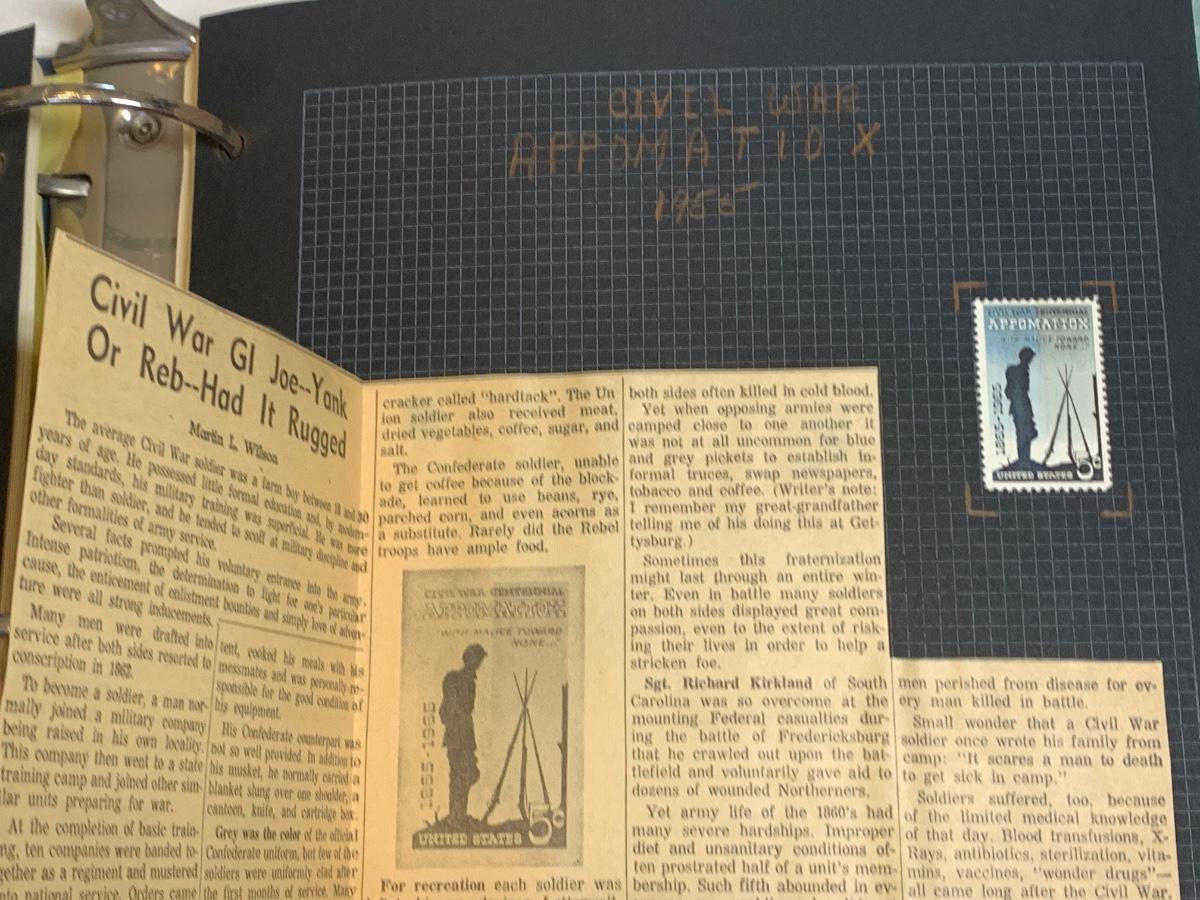 CIVIL WAR
APPOMATTOX
1965
CIVIL WAR CENTENNIAL
APPOMATTOX
WITH MALICE TOWARD
NONE...
1865-1965
5c
UNITED STATES
Civil War GI Joe--Yank
Or Reb--Had It Rugged
Martin L. Wilson
The average Civil War soldier was a farm boy between 18 and 30
years of age. He possessed little formal education and, by modern-
day standards, his military training was superficial. He was more
fighter than soldier, and he tended to scoff at military discipline and
other formalities of army service.
Several facts prompted his voluntary entrance into the army.
Intense patriotism, the determination to fight for one's particular
cause, the enticement of enlistment bounties and simply love of adven-
ture were all strong inducements.
Many men were drafted into
service after both sides resorted to
conscription in 1862.
To become a soldier, a man nor-
mally joined a military company
being raised in his own locality.
This company then went to a state
training camp and joined other sim-
lar units preparing for war.
At the completion of basic train-
ng, ten companies were banded to-
gether as a regiment and mustered
into national service. Orders came
tent, cooked his meals with his
messmates and was personally re-
sponsible for the good condition of
his equipment.
His Confederate counterpart was
not so well provided. In addition to
his musket, he normally carried a
blanket slung over one shoulder, a
canteen, knife, and cartridge box.
Grey was the color of the official
Confederate uniform, but few of the
soldiers were uniformly clad after
the first months of service. Many
cracker called "hardtack". The Un
ion soldier also received meat,
dried vegetables, coffee, sugar, and
salt.
The Confederate soldier, unable
to get coffee because of the block-
ade, learned to use beans, rye,
parched corn, and even acorns as
a substitute. Rarely did the Rebel
troops have ample food.
CIVIL WAR CENTENNIAL
APPOMATTOX
"WITH MALICE TOWARD
NONE..."
1865-1965
5c
UNITED STATES
For recreation each soldier was
both sides often killed in cold blood.
Yet when opposing armies were
camped close to one another it
was not at all uncommon for blue
and grey pickets to establish in-
formal truces, swap newspapers,
tobacco and coffee. (Writer's note:
I remember my great-grandfather
telling me of his doing this at Get-
tysburg.)
Sometimes this fraternization
might last through an entire win-
ter. Even in battle many soldiers
on both sides displayed great com-
passion, even to the extent of risk-
ing their lives in order to help a
stricken foe.
Sgt. Richard Kirkland of South
Carolina was so overcome at the
mounting Federal casualties dur-
ing the battle of Fredericksburg
that he crawled out upon the bat-
tlefield and voluntarily gave aid to
dozens of wounded Northerners.
Yet army life of the 1860's had
many severe hardships. Improper
diet and unsanitary conditions of-
ten prostrated half of a unit's mem-
bership. Such fifth abounded in ev-
men perished from disease for ev-
ery man killed in battle.
Small wonder that a Civil War
soldier once wrote his family from
camp: "It scares a man to death
to get sick in camp."
Soldiers suffered, too, because
of the limited medical knowledge
of that day. Blood transfusions, X-
Rays, antibiotics, sterilization, vita-
mins, vaccines, "wonder drugs"—
all came long after the Civil War.